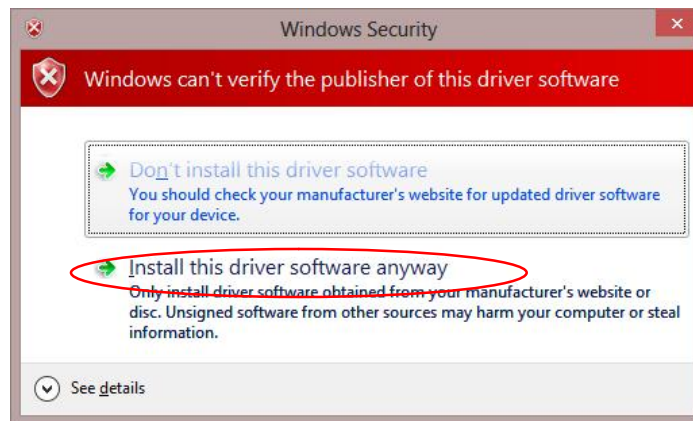 Windows Security
Windows can't verify the publisher of this driver software
Don't install this driver software
You should check your manufacturer's website for updated driver software
for your device.
Install this driver software anyway
Only install driver software obtained from your manufacturer's website or
disc. Unsigned software from other sources may harm your computer or steal
information.
See details